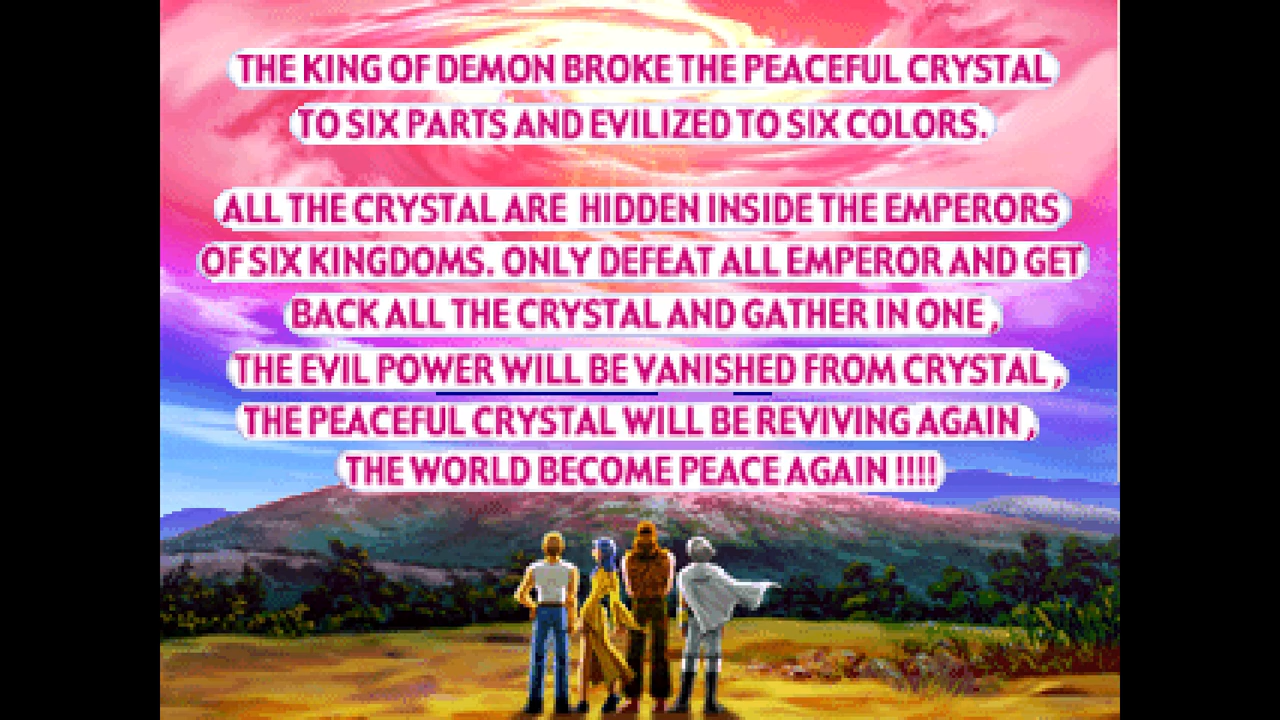 THE KING OF DEMON BROKE THE PEACEFUL CRYSTAL
TO SIX PARTS AND EVILIZED TO SIX COLORS.
ALL THE CRYSTAL ARE HIDDEN INSIDE THE EMPERORS
OF SIX KINGDOMS. ONLY DEFEAT ALL EMPEROR AND GET
BACK ALL THE CRYSTAL AND GATHER IN ONE ,
THE EVIL POWER WILL BE VANISHED FROM CRYSTAL ,
THE PEACEFUL CRYSTAL WILL BE REVIVING AGAIN ,
THE WORLD BECOME PEACE AGAIN !!!!